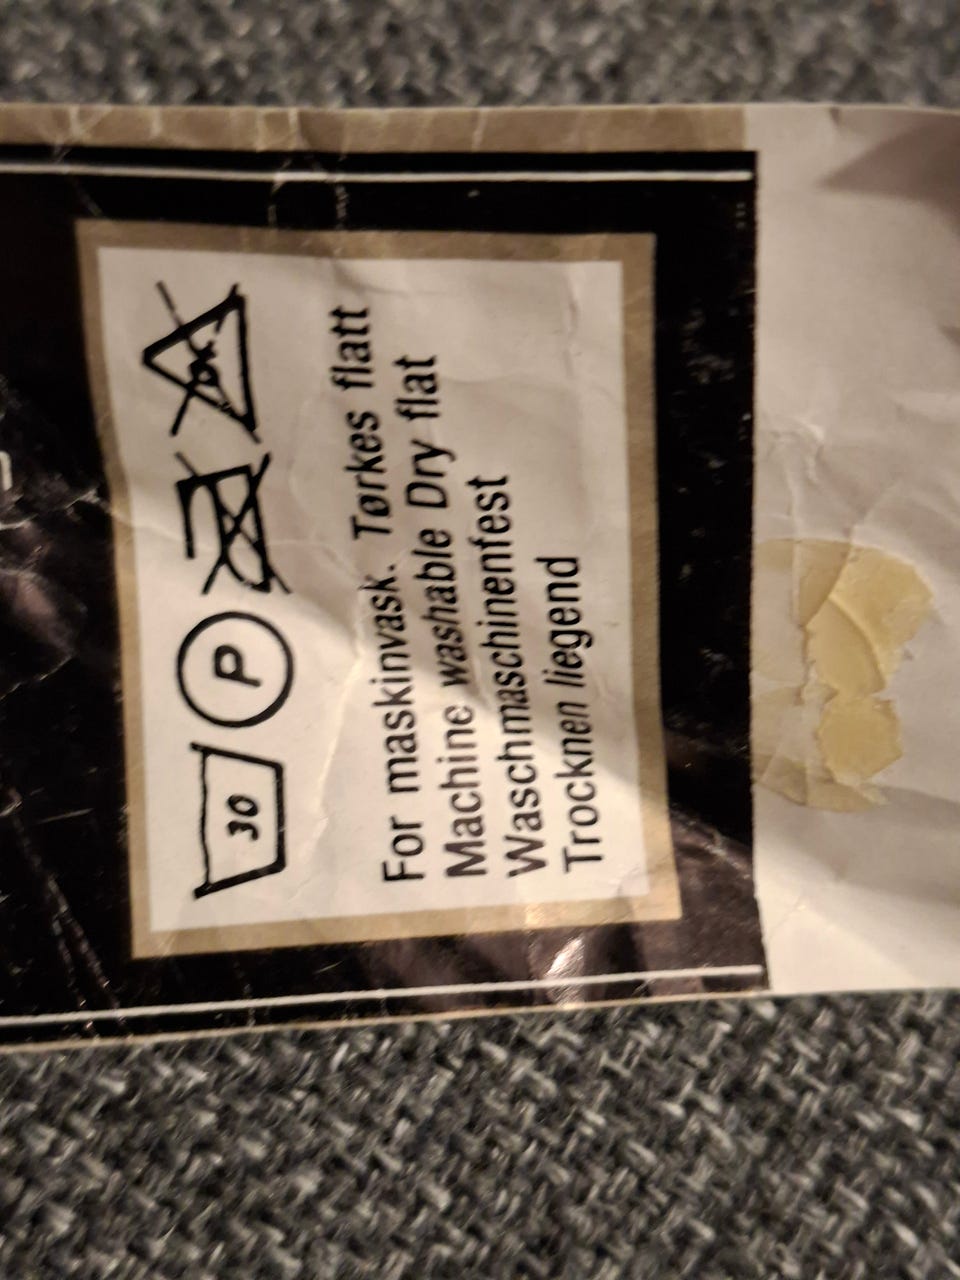 30 P
For maskinvask. Tørkes flatt
Machine washable Dry flat
Waschmaschinenfest
Trocknen liegend